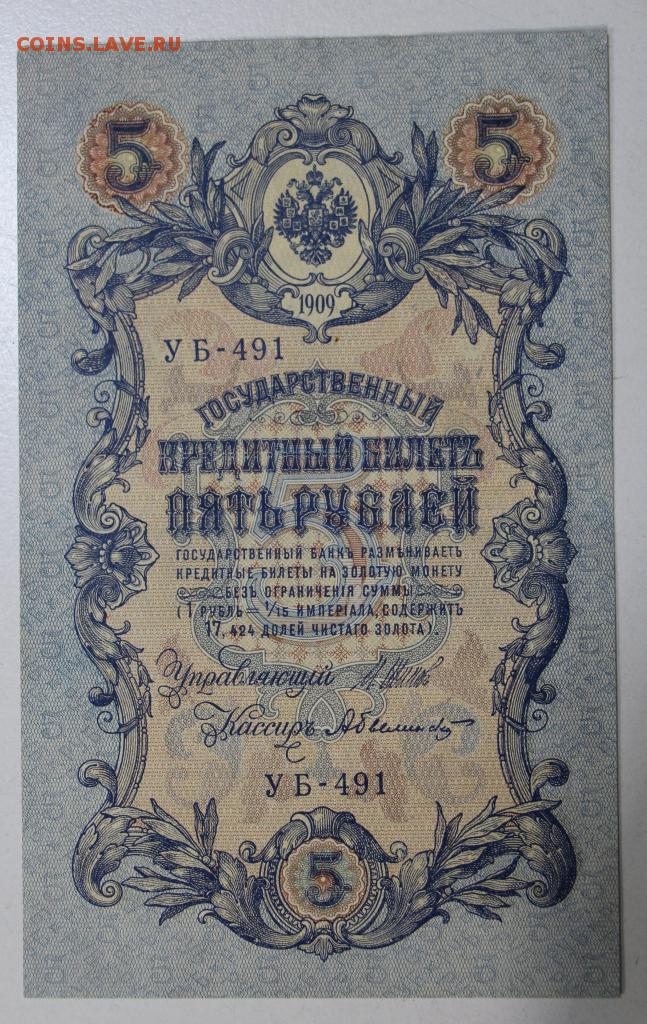 COINS.LAVE.RU
5 5
1909
УБ-491
ГОСУДАРСТВЕННЫЙ
КРЕДИТНЫЙ БИЛЕТЪ
ПЯТЬ РУБЛЕЙ
ГОСУДАРСТВЕННЫЙ БАНКЪ РАЗМѢНИВАЕТЪ
КРЕДИТНЫЕ БИЛЕТЫ НА ЗОЛОТУЮ МОНЕТУ
БЕЗЪ ОГРАНИЧЕНІЯ СУММЫ
(1 РУБЛЬ = 1/15 ИМПЕРІАЛА, СОДЕРЖИТЪ
17,424 ДОЛЕЙ ЧИСТАГО ЗОЛОТА).
Управляющій
Кассиръ
УБ-491
5